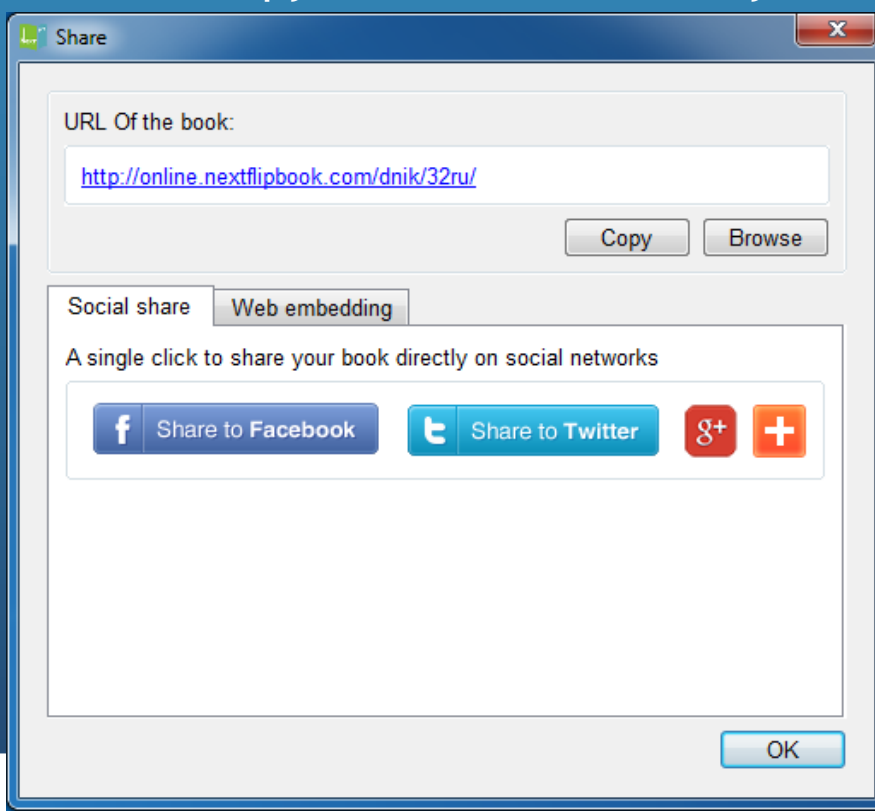 Share
URL Of the book:
http://online.nextflipbook.com/dnik/32ru/
Copy Browse
Social share Web embedding
A single click to share your book directly on social networks
f Share to Facebook t Share to Twitter g+ +
OK